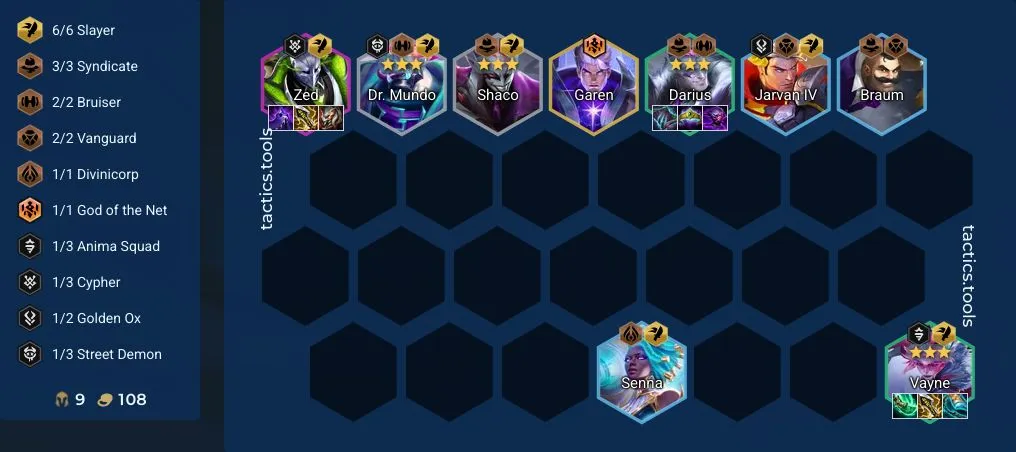 6/6 Slayer
3/3 Syndicate
2/2 Bruiser
2/2 Vanguard
1/1 Divinicorp
1/1 God of the Net
1/3 Anima Squad
1/3 Cypher
1/2 Golden Ox
1/3 Street Demon
9 108
Zed Dr. Mundo Shaco Garen Darius Jarvan IV Braum
tactics.tools
tactics.tools
Senna Vayne